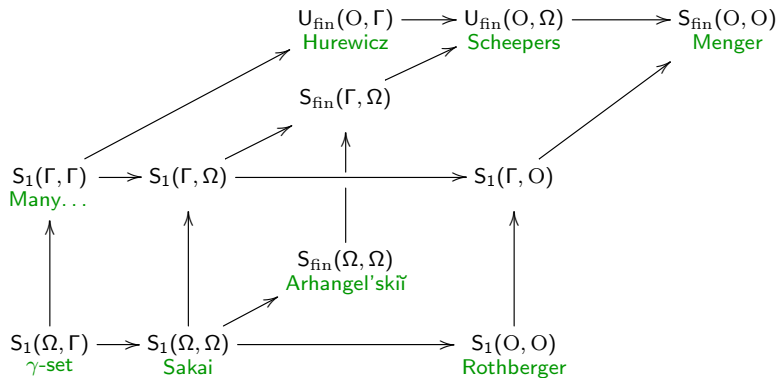 U_fin(O, Γ) U_fin(O, Ω) S_fin(O, O)
Hurewicz Scheepers Menger
S_fin(Γ, Ω)
S_1(Γ, Γ) S_1(Γ, Ω) S_1(Γ, O)
Many...
S_fin(Ω, Ω)
Arhangel'skiĭ
S_1(Ω, Γ) S_1(Ω, Ω) S_1(O, O)
γ-set Sakai Rothberger